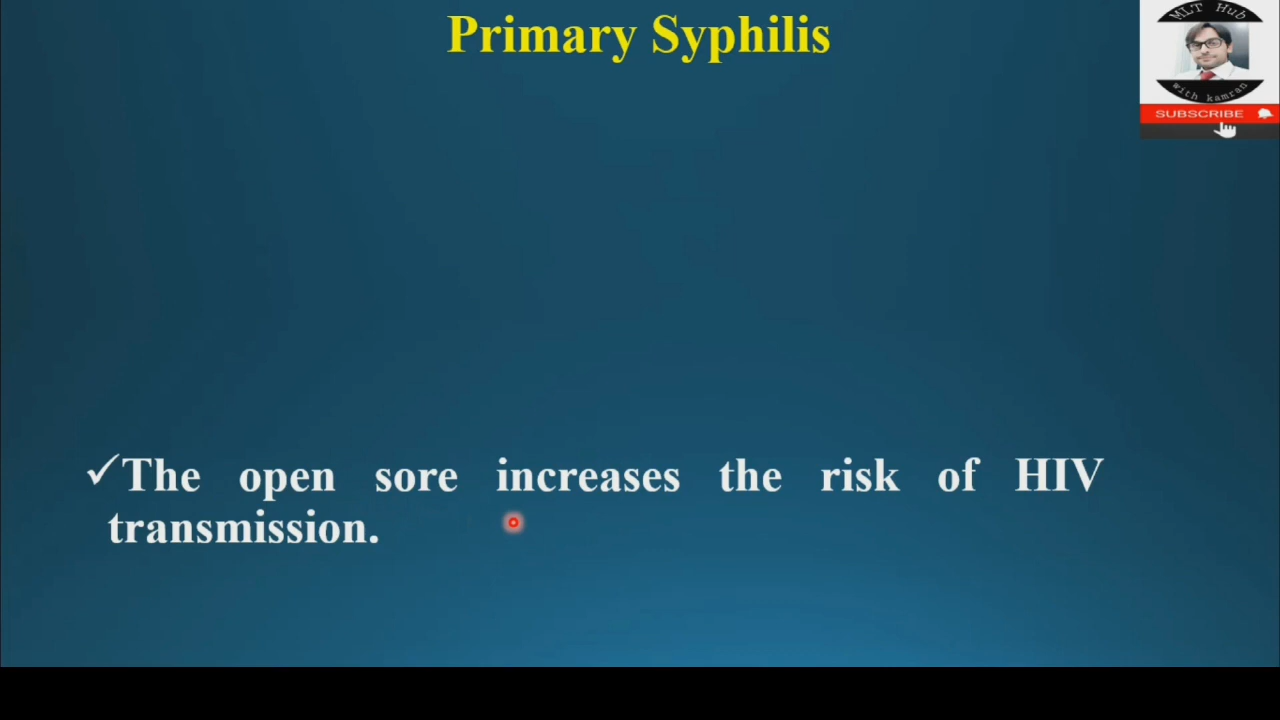 Primary Syphilis
MLT Hub
with kamran
SUBSCRIBE
✓The open sore increases the risk of HIV
transmission.